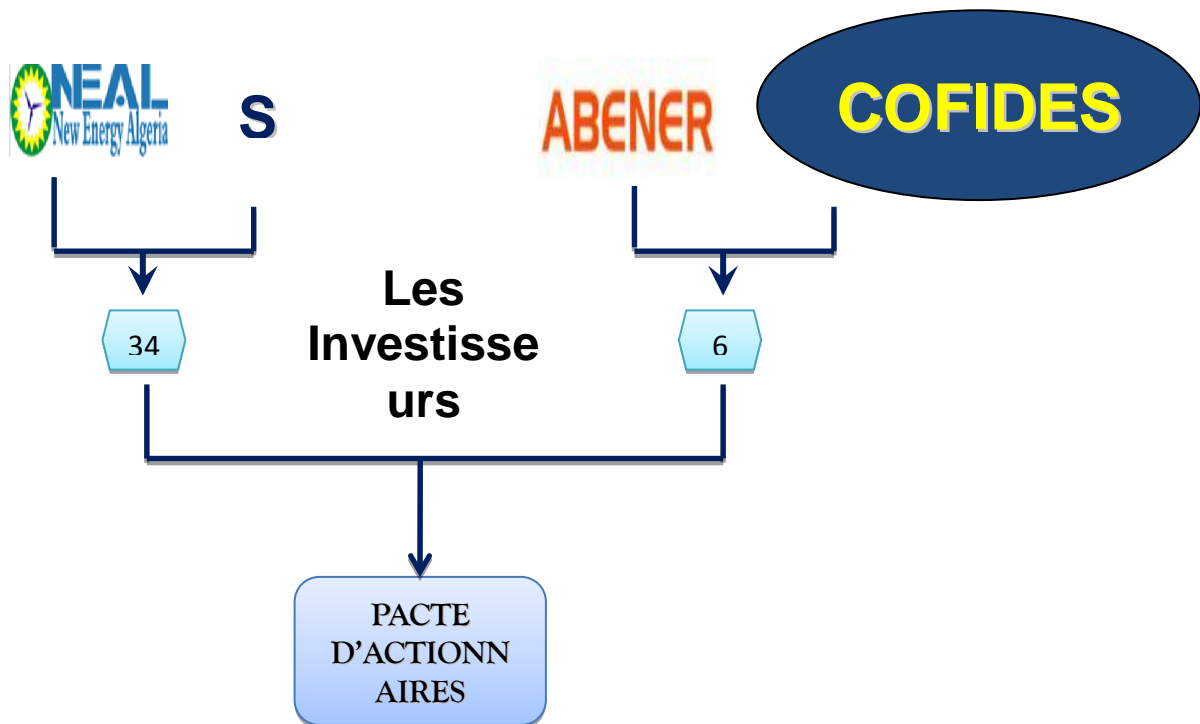 NEAL
New Energy Algeria
S
ABENER
COFIDES
34
6
Les
Investisse
urs
PACTE
D'ACTIONN
AIRES